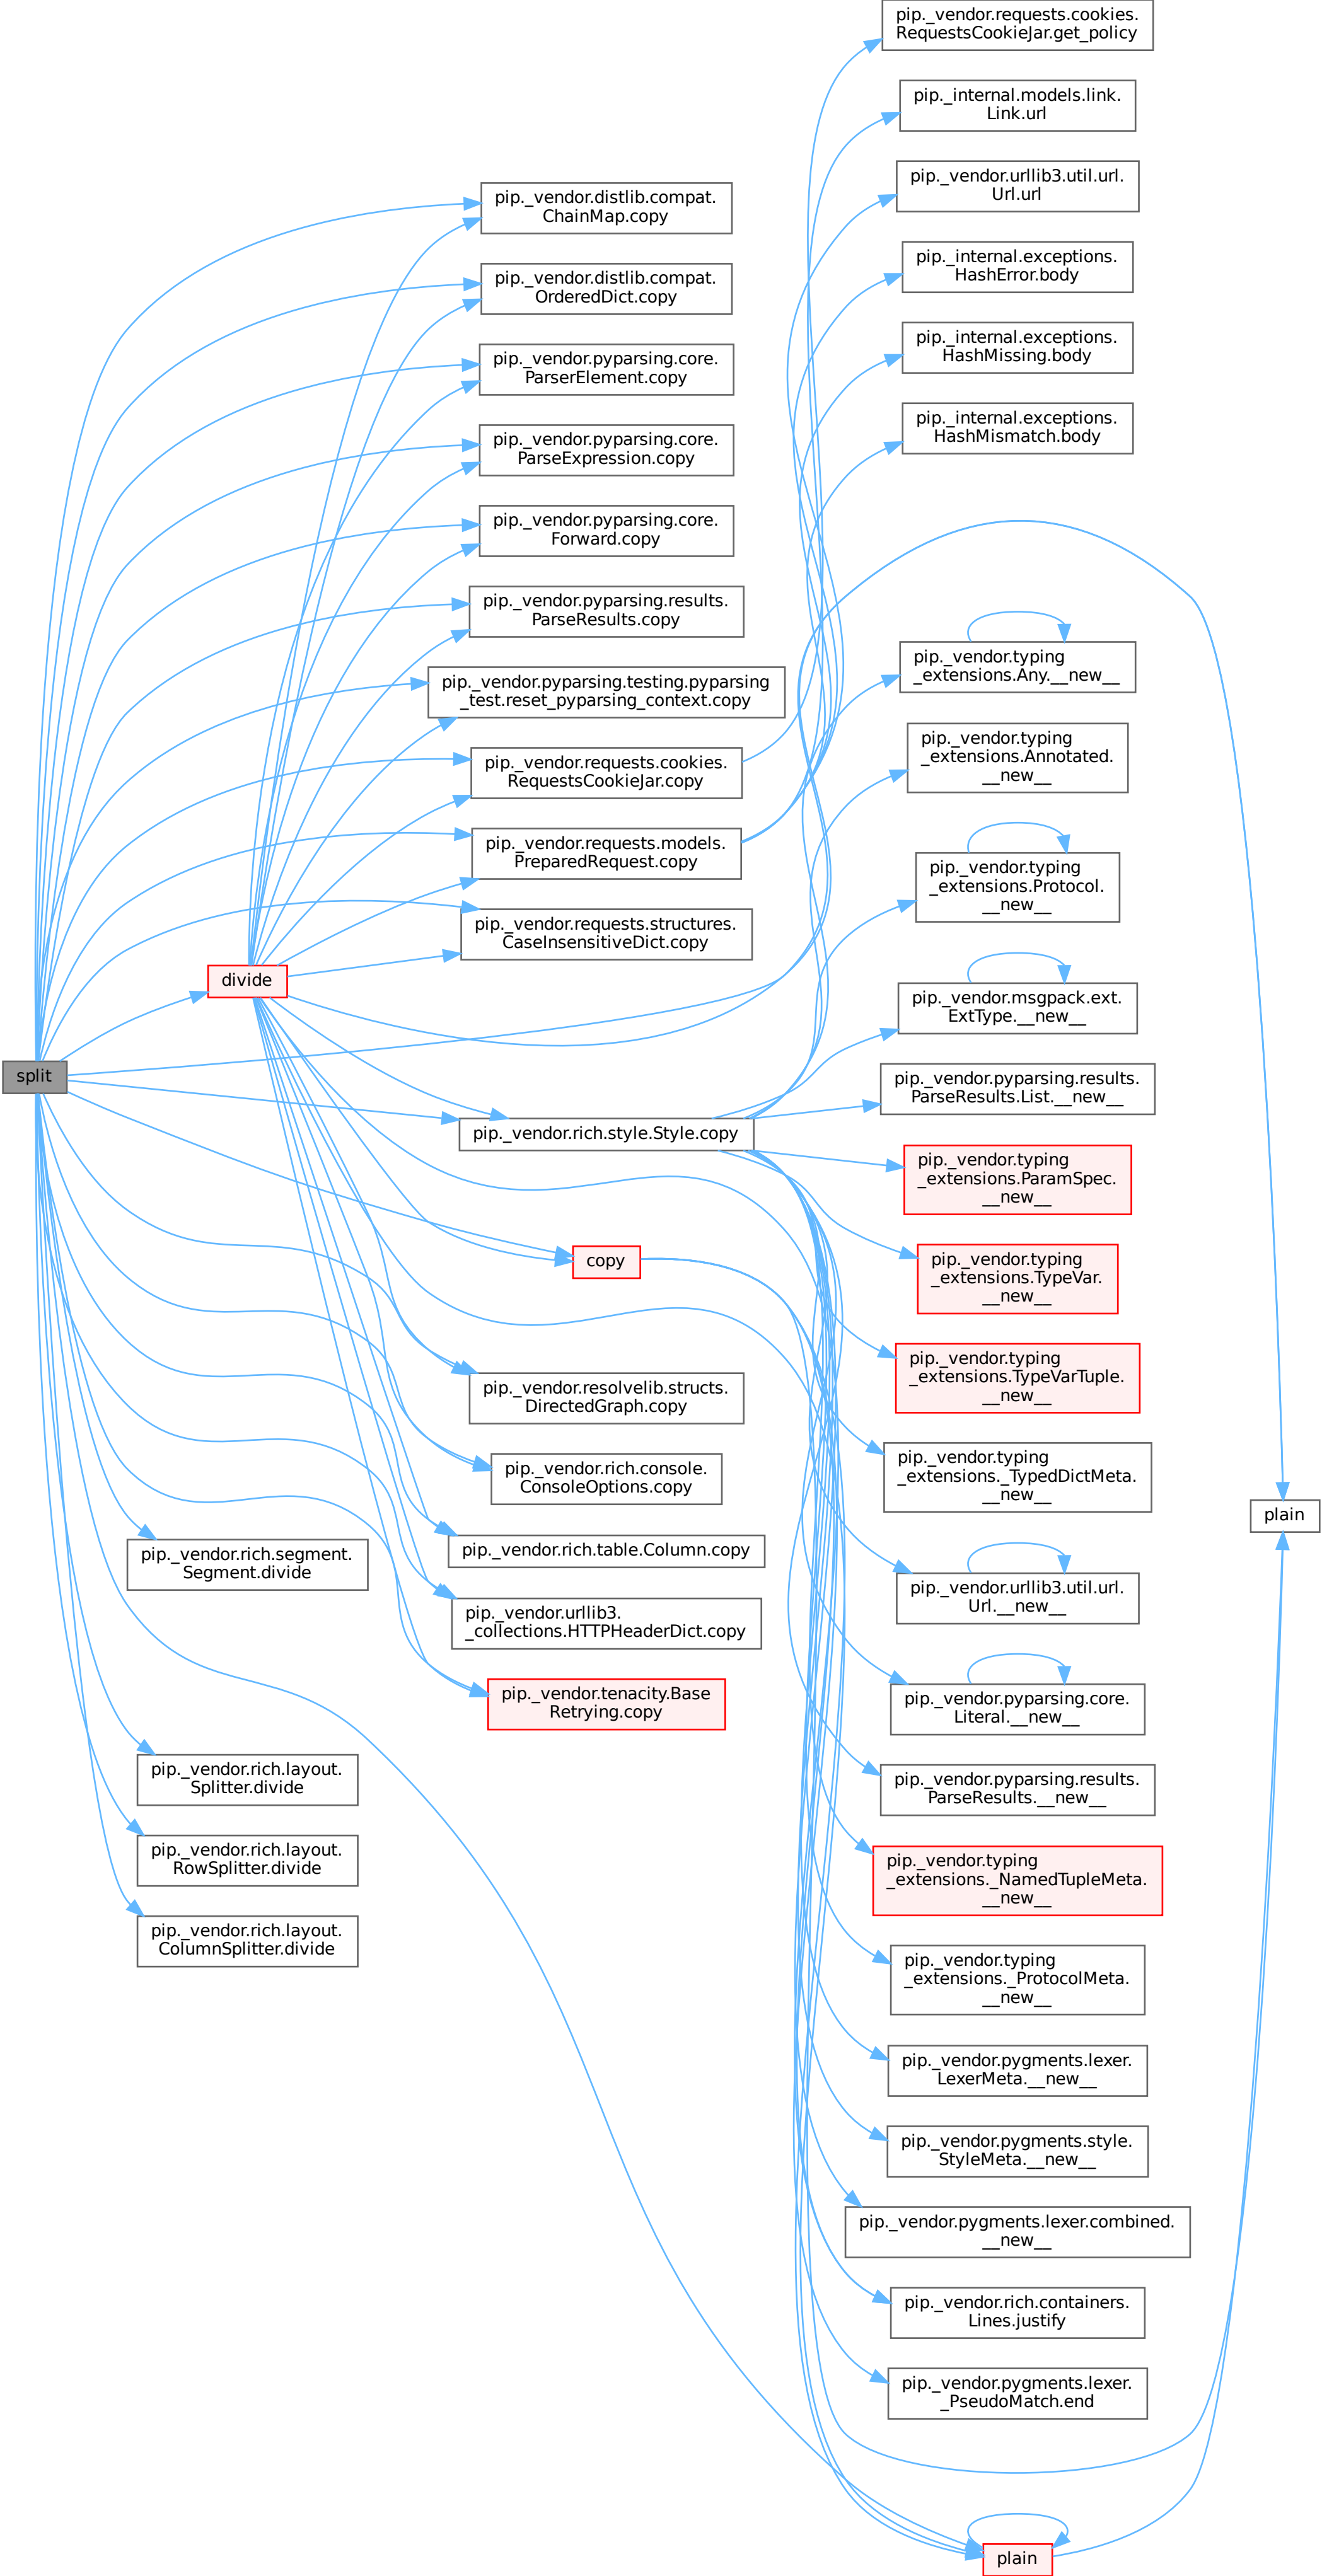 split
divide
pip._vendor.rich.segment.
Segment.divide
pip._vendor.rich.layout.
Splitter.divide
pip._vendor.rich.layout.
RowSplitter.divide
pip._vendor.rich.layout.
ColumnSplitter.divide
pip._vendor.distlib.compat.
ChainMap.copy
pip._vendor.distlib.compat.
OrderedDict.copy
pip._vendor.pyparsing.core.
ParserElement.copy
pip._vendor.pyparsing.core.
ParseExpression.copy
pip._vendor.pyparsing.core.
Forward.copy
pip._vendor.pyparsing.results.
ParseResults.copy
pip._vendor.pyparsing.testing.pyparsing
_test.reset_pyparsing_context.copy
pip._vendor.requests.cookies.
RequestsCookieJar.copy
pip._vendor.requests.models.
PreparedRequest.copy
pip._vendor.requests.structures.
CaseInsensitiveDict.copy
pip._vendor.rich.style.Style.copy
copy
pip._vendor.resolvelib.structs.
DirectedGraph.copy
pip._vendor.rich.console.
ConsoleOptions.copy
pip._vendor.rich.table.Column.copy
pip._vendor.urllib3.
_collections.HTTPHeaderDict.copy
pip._vendor.tenacity.Base
Retrying.copy
pip._vendor.requests.cookies.
RequestsCookieJar.get_policy
pip._internal.models.link.
Link.url
pip._vendor.urllib3.util.url.
Url.url
pip._internal.exceptions.
HashError.body
pip._internal.exceptions.
HashMissing.body
pip._internal.exceptions.
HashMismatch.body
pip._vendor.typing
_extensions.Any.__new__
pip._vendor.typing
_extensions.Annotated.
__new__
pip._vendor.typing
_extensions.Protocol.
__new__
pip._vendor.msgpack.ext.
ExtType.__new__
pip._vendor.pyparsing.results.
ParseResults.List.__new__
pip._vendor.typing
_extensions.ParamSpec.
__new__
pip._vendor.typing
_extensions.TypeVar.
__new__
pip._vendor.typing
_extensions.TypeVarTuple.
__new__
pip._vendor.typing
_extensions._TypedDictMeta.
__new__
pip._vendor.urllib3.util.url.
Url.__new__
pip._vendor.pyparsing.core.
Literal.__new__
pip._vendor.pyparsing.results.
ParseResults.__new__
pip._vendor.typing
_extensions._NamedTupleMeta.
__new__
pip._vendor.typing
_extensions._ProtocolMeta.
__new__
pip._vendor.pygments.lexer.
LexerMeta.__new__
pip._vendor.pygments.style.
StyleMeta.__new__
pip._vendor.pygments.lexer.combined.
__new__
pip._vendor.rich.containers.
Lines.justify
pip._vendor.pygments.lexer.
_PseudoMatch.end
plain
plain